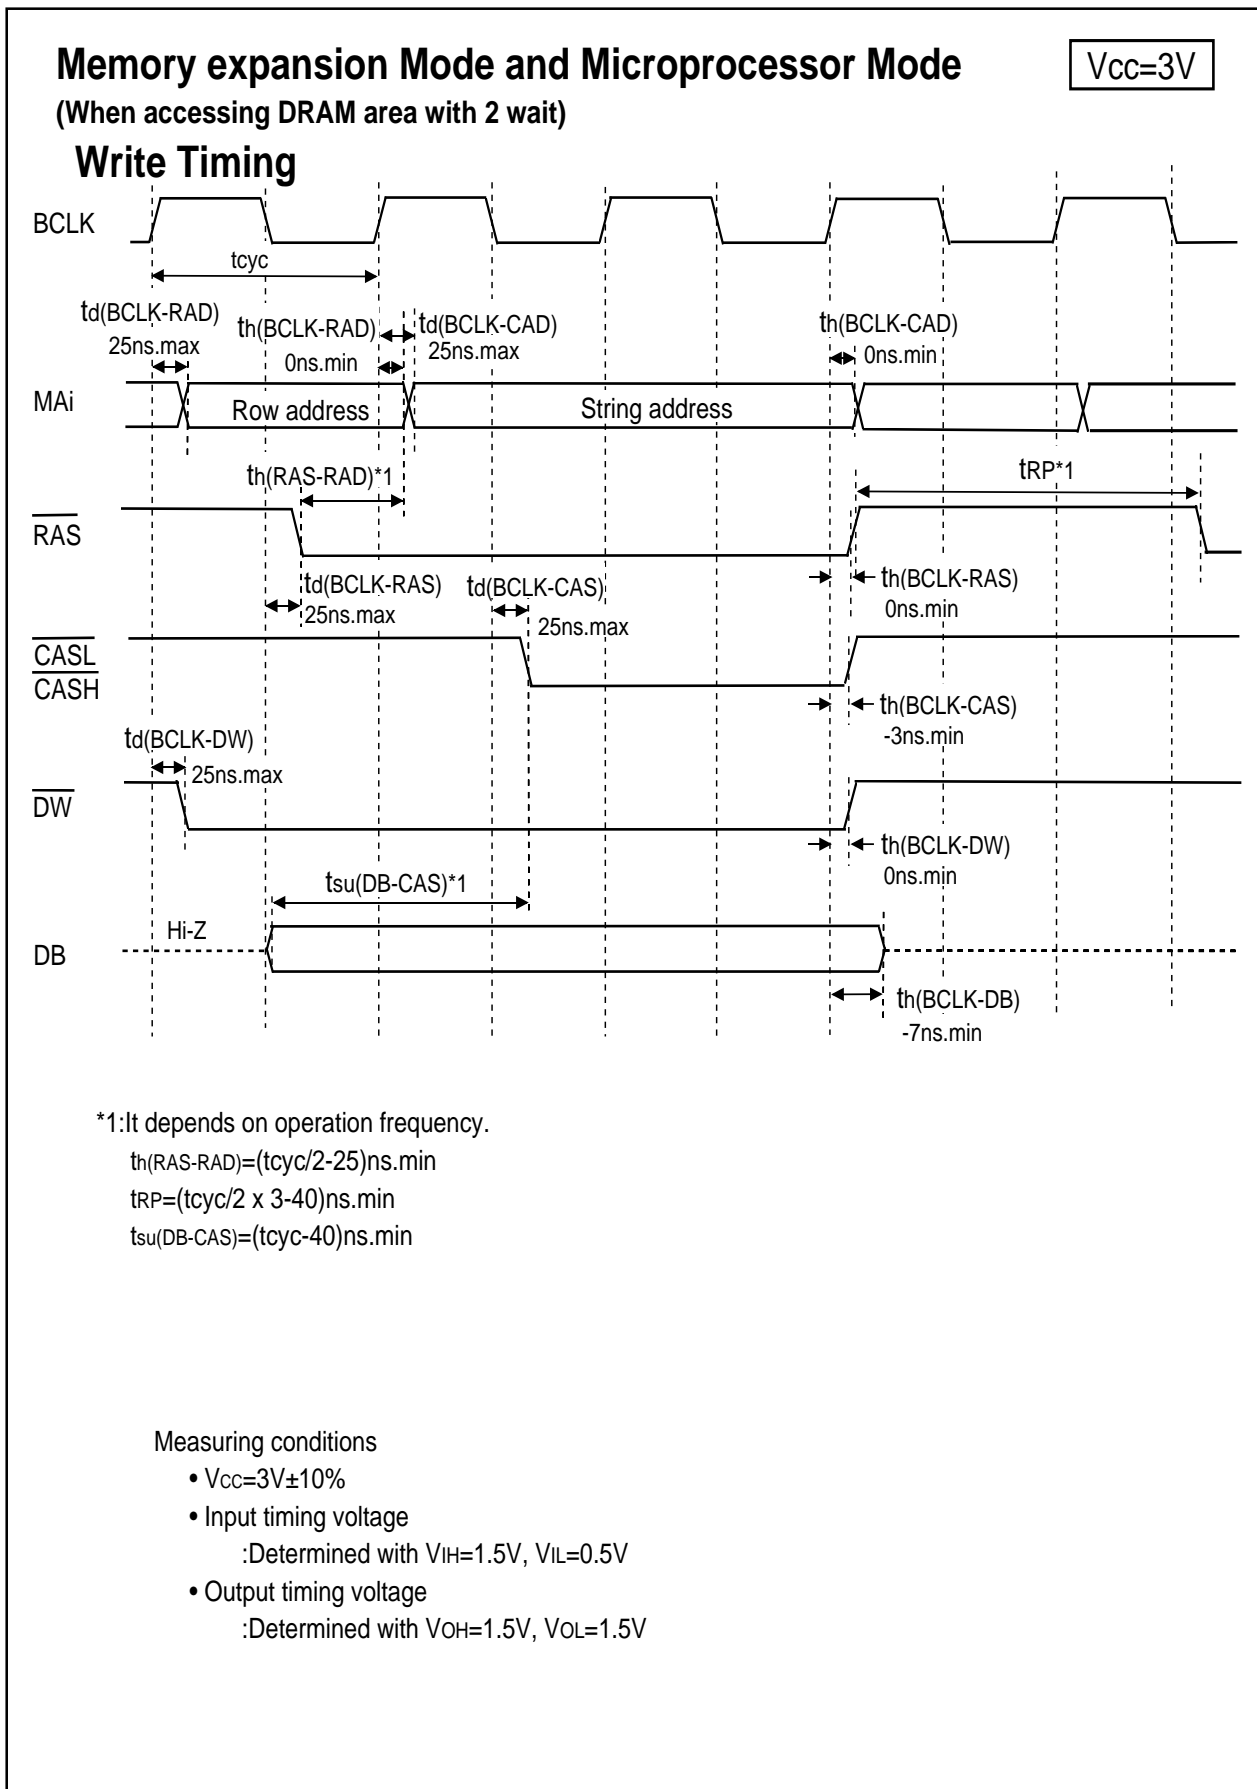 Memory expansion Mode and Microprocessor Mode
Vcc=3V
(When accessing DRAM area with 2 wait)
Write Timing
BCLK
tcyc
td(BCLK-RAD)
25ns.max
th(BCLK-RAD)
0ns.min
td(BCLK-CAD)
25ns.max
th(BCLK-CAD)
0ns.min
MAi
Row address
String address
th(RAS-RAD)*1
tRP*1
RAS
td(BCLK-RAS)
25ns.max
td(BCLK-CAS)
25ns.max
th(BCLK-RAS)
0ns.min
CASL
CASH
th(BCLK-CAS)
-3ns.min
td(BCLK-DW)
25ns.max
DW
th(BCLK-DW)
0ns.min
tsu(DB-CAS)*1
Hi-Z
DB
th(BCLK-DB)
-7ns.min
*1:It depends on operation frequency.
th(RAS-RAD)=(tcyc/2-25)ns.min
tRP=(tcyc/2 x 3-40)ns.min
tsu(DB-CAS)=(tcyc-40)ns.min
Measuring conditions
• VCC=3V±10%
• Input timing voltage
:Determined with VIH=1.5V, VIL=0.5V
• Output timing voltage
:Determined with VOH=1.5V, VOL=1.5V